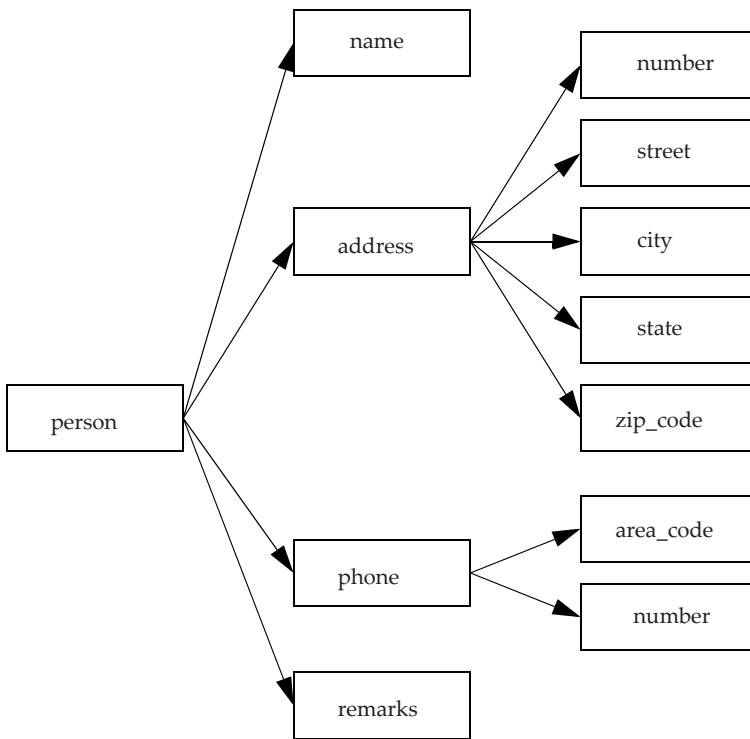 person
name
address
phone
remarks
number
street
city
state
zip_code
area_code
number